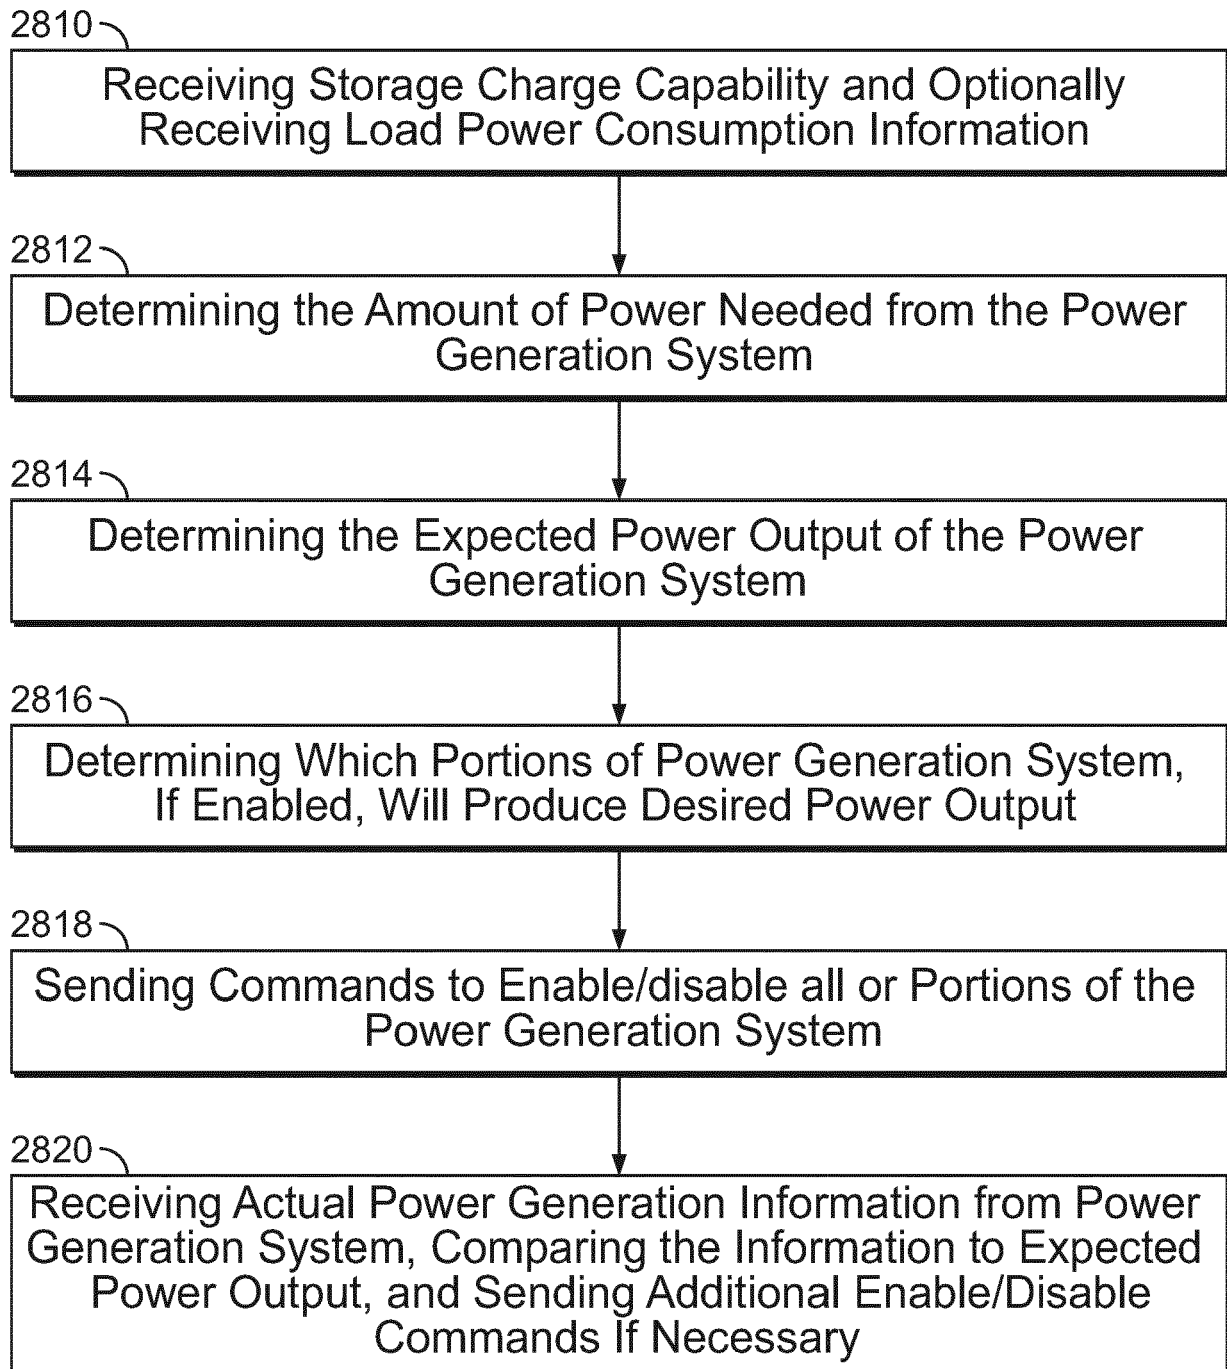 2810
Receiving Storage Charge Capability and Optionally
Receiving Load Power Consumption Information
2812
Determining the Amount of Power Needed from the Power
Generation System
2814
Determining the Expected Power Output of the Power
Generation System
2816
Determining Which Portions of Power Generation System,
If Enabled, Will Produce Desired Power Output
2818
Sending Commands to Enable/disable all or Portions of the
Power Generation System
2820
Receiving Actual Power Generation Information from Power
Generation System, Comparing the Information to Expected
Power Output, and Sending Additional Enable/Disable
Commands If Necessary